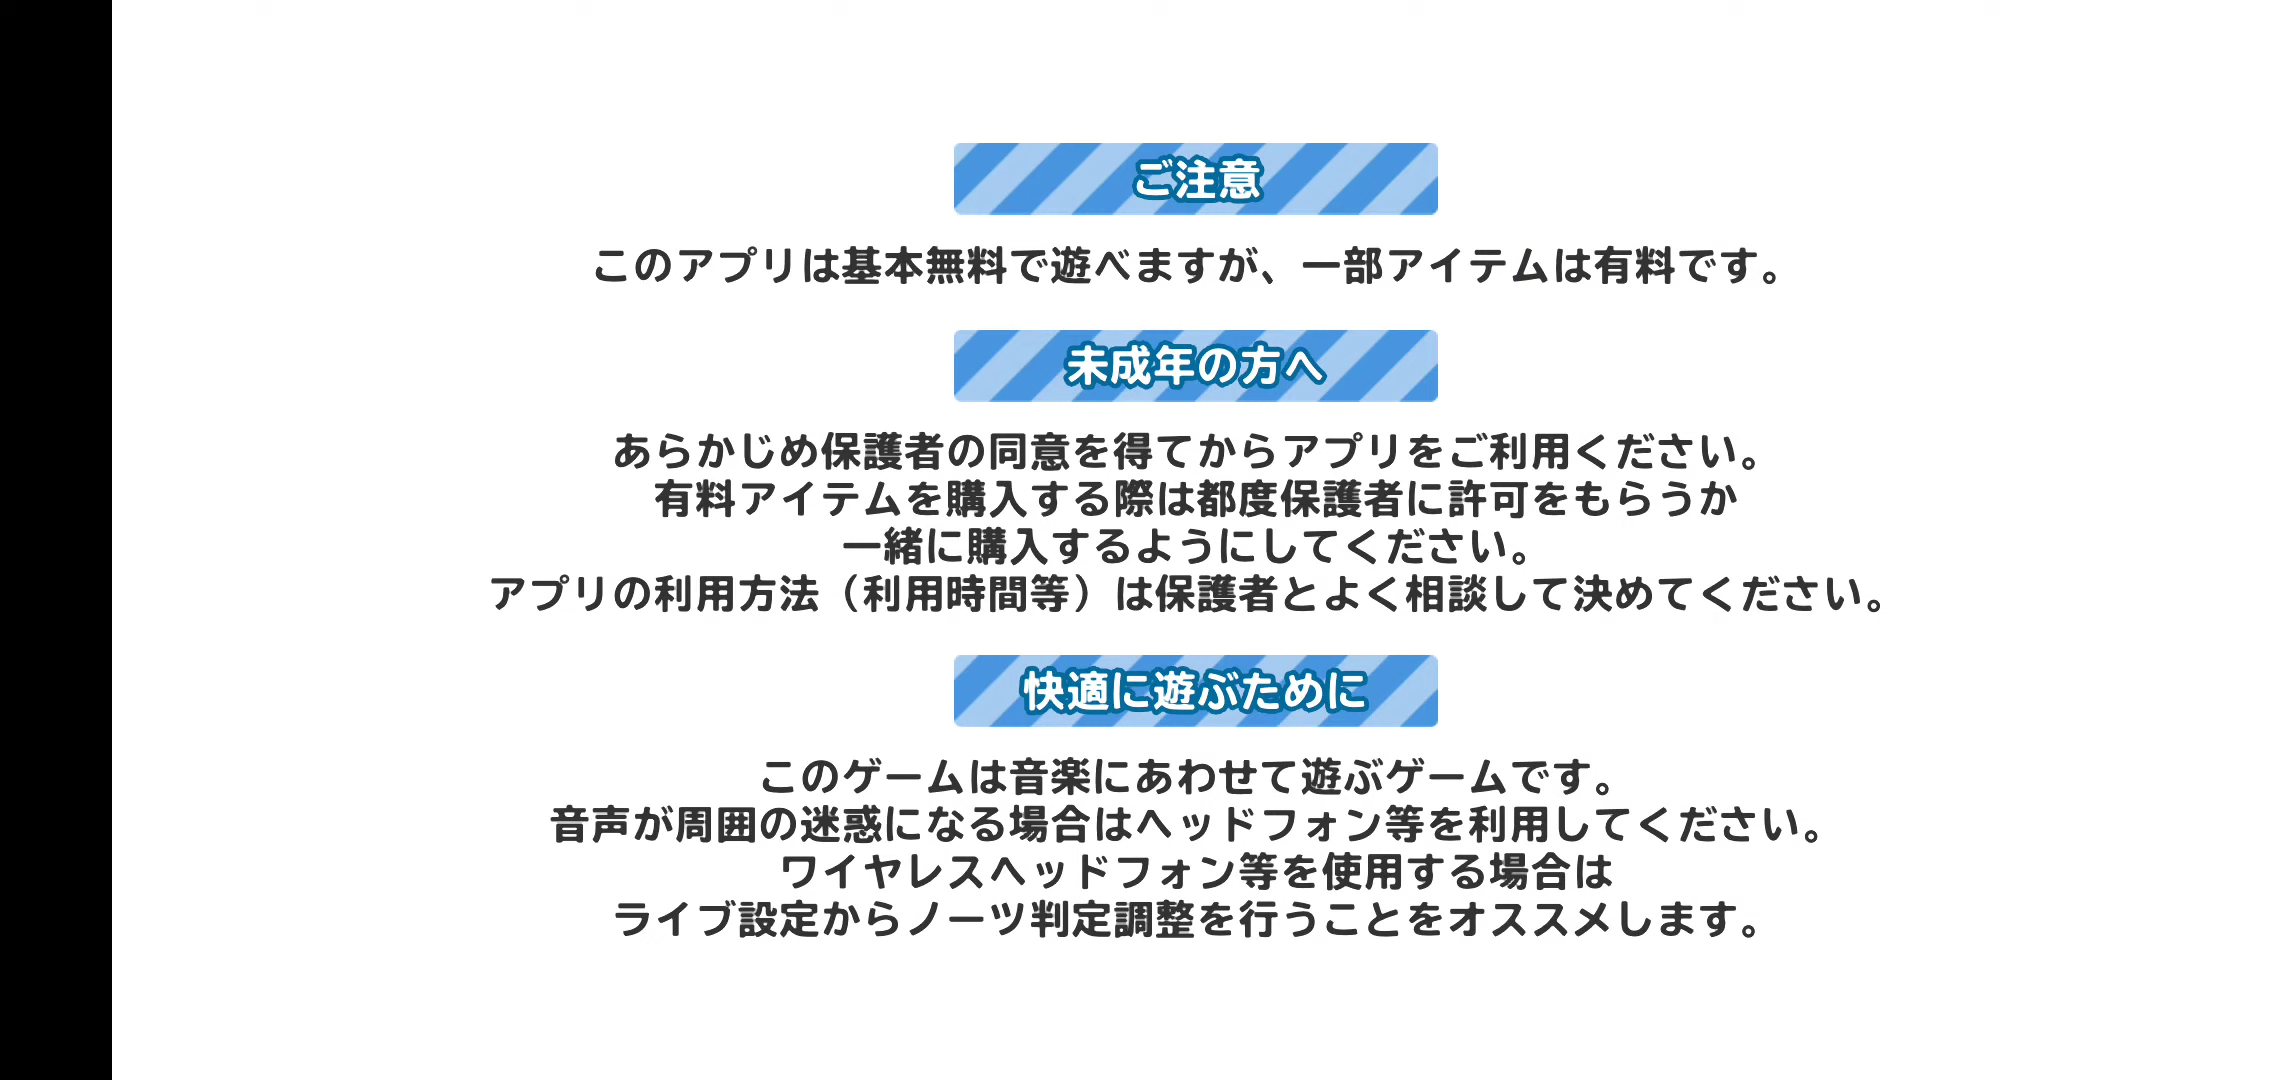 ご注意
このアプリは基本無料で遊べますが、一部アイテムは有料です。
未成年の方へ
あらかじめ保護者の同意を得てからアプリをご利用ください。
有料アイテムを購入する際は都度保護者に許可をもらうか
一緒に購入するようにしてください。
アプリの利用方法（利用時間等）は保護者とよく相談して決めてください。
快適に遊ぶために
このゲームは音楽にあわせて遊ぶゲームです。
音声が周囲の迷惑になる場合はヘッドフォン等を利用してください。
ワイヤレスヘッドフォン等を使用する場合は
ライブ設定からノーツ判定調整を行うことをオススメします。